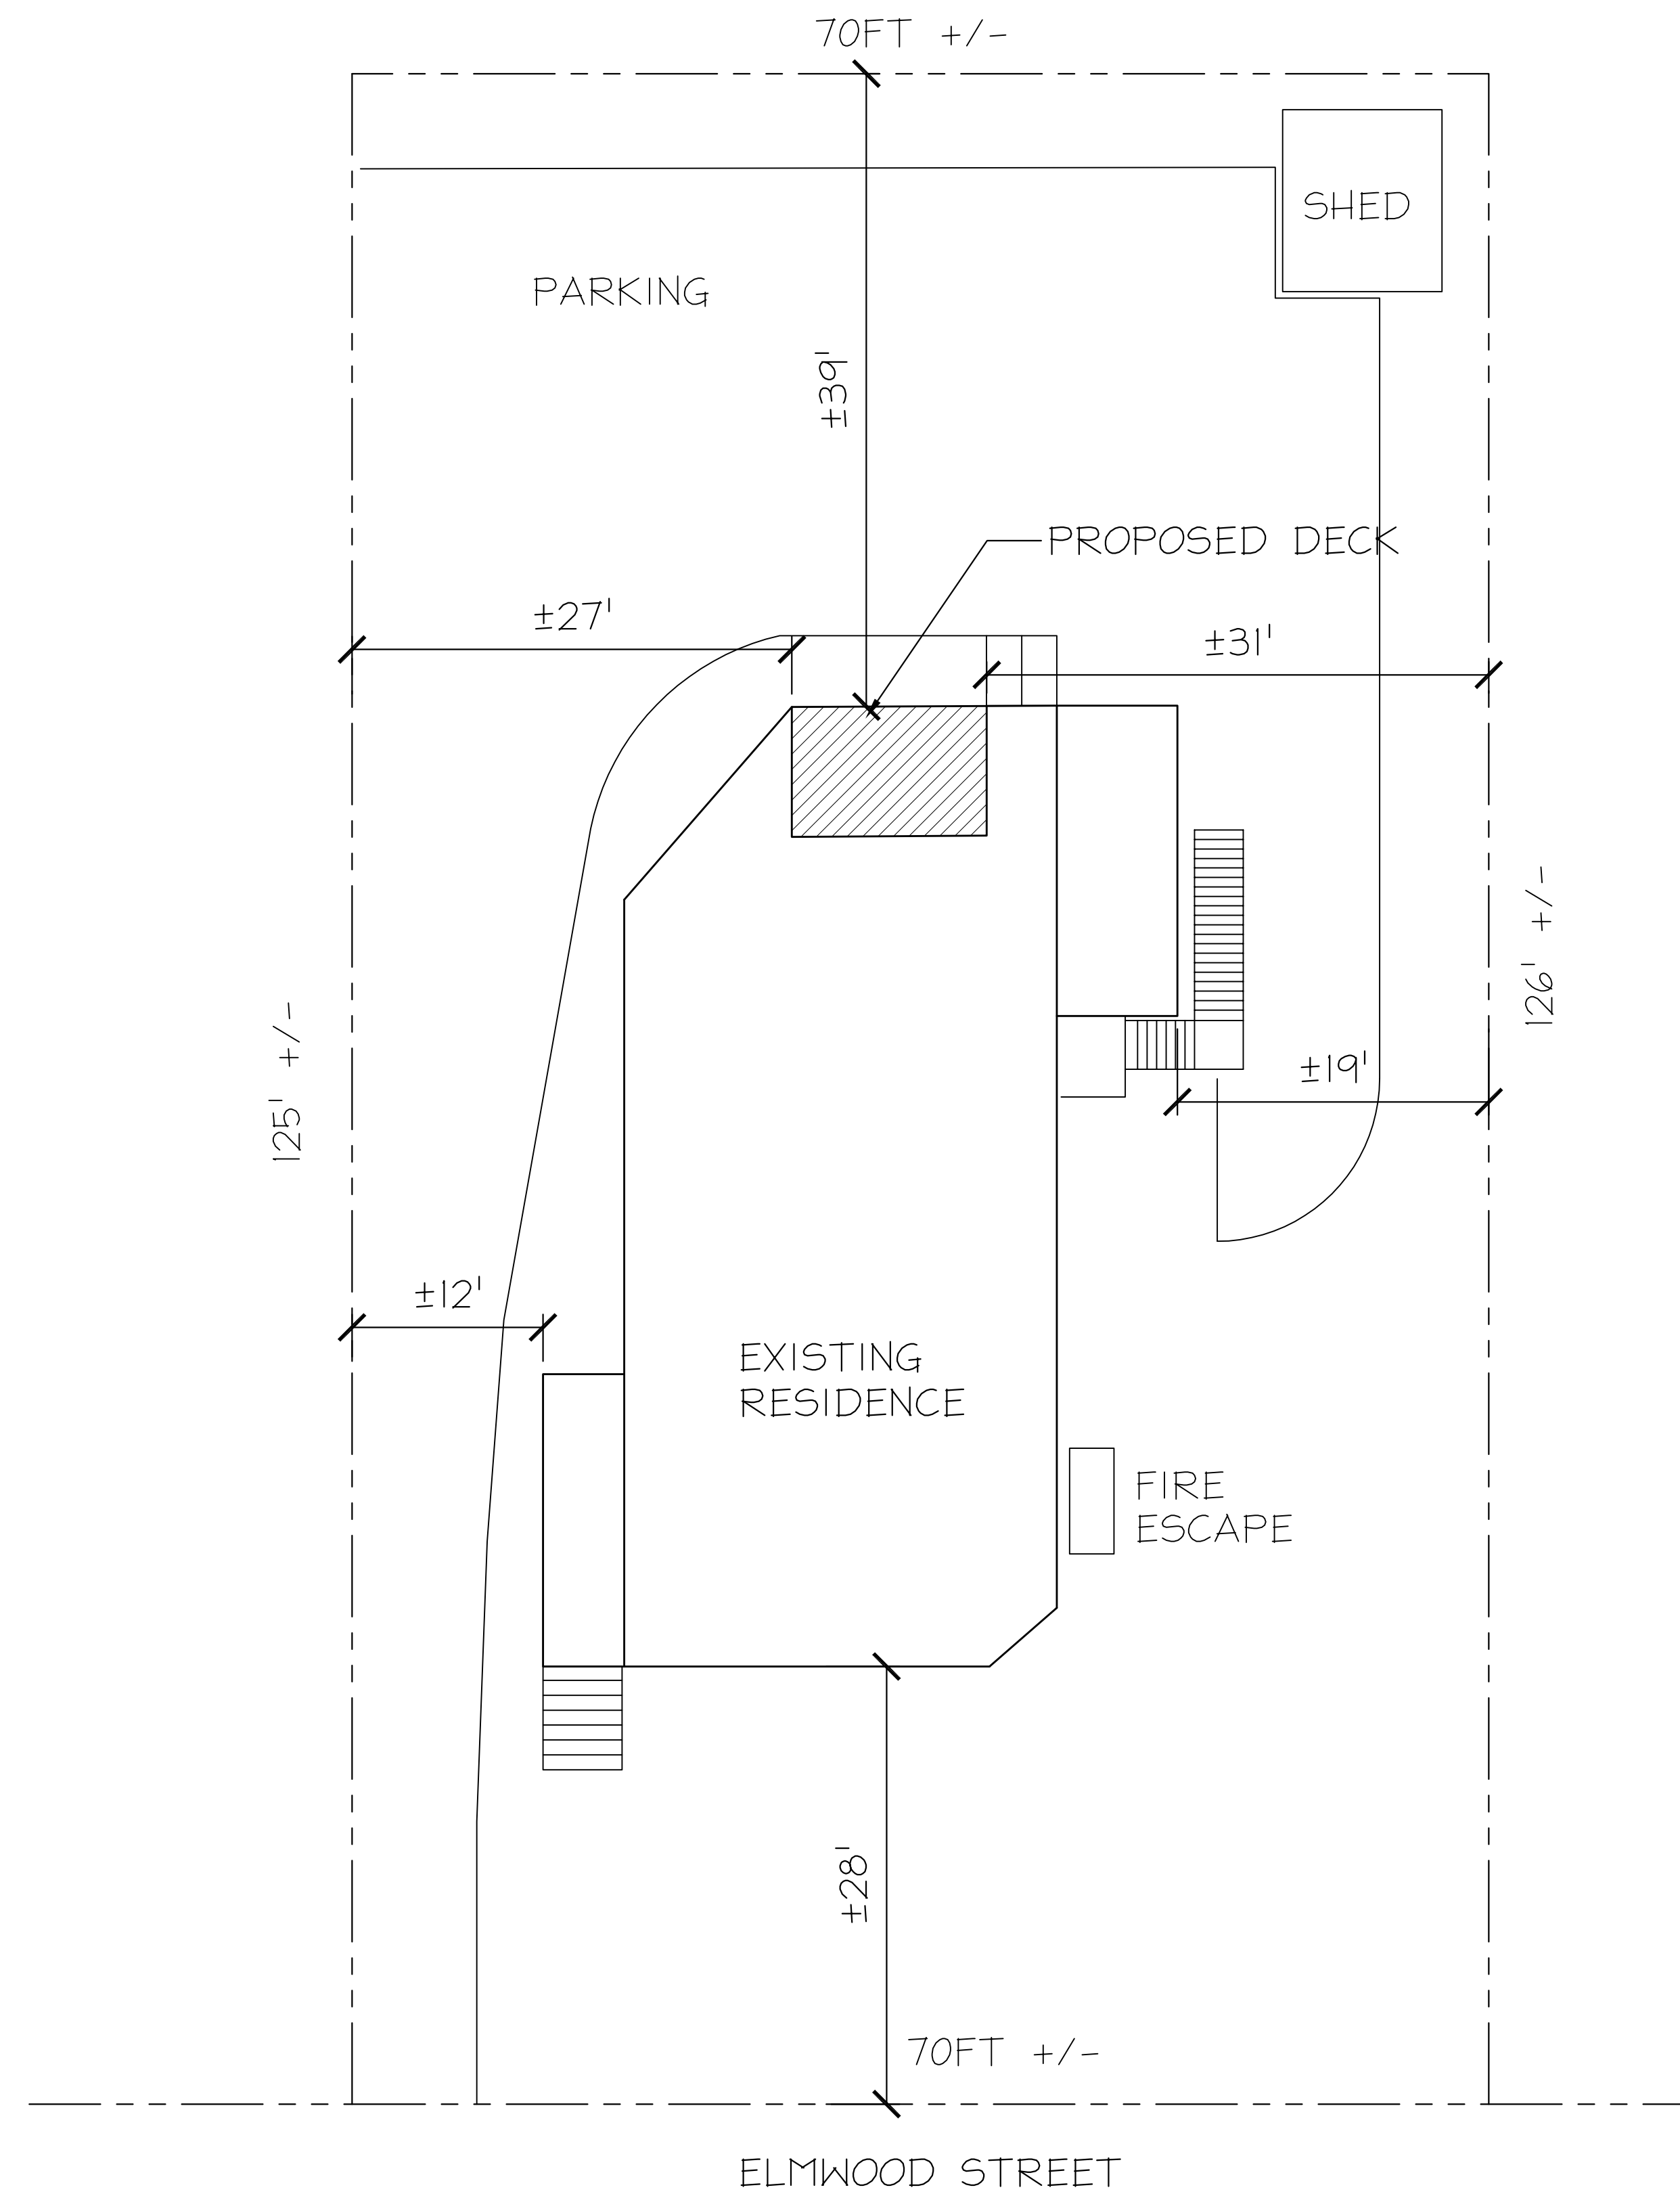 70FT +/-
SHED
PARKING
±39'
PROPOSED DECK
±27'
±31'
126' +/-
125' +/-
±19'
±12'
EXISTING
RESIDENCE
FIRE
ESCAPE
±28'
70FT +/-
ELMWOOD STREET